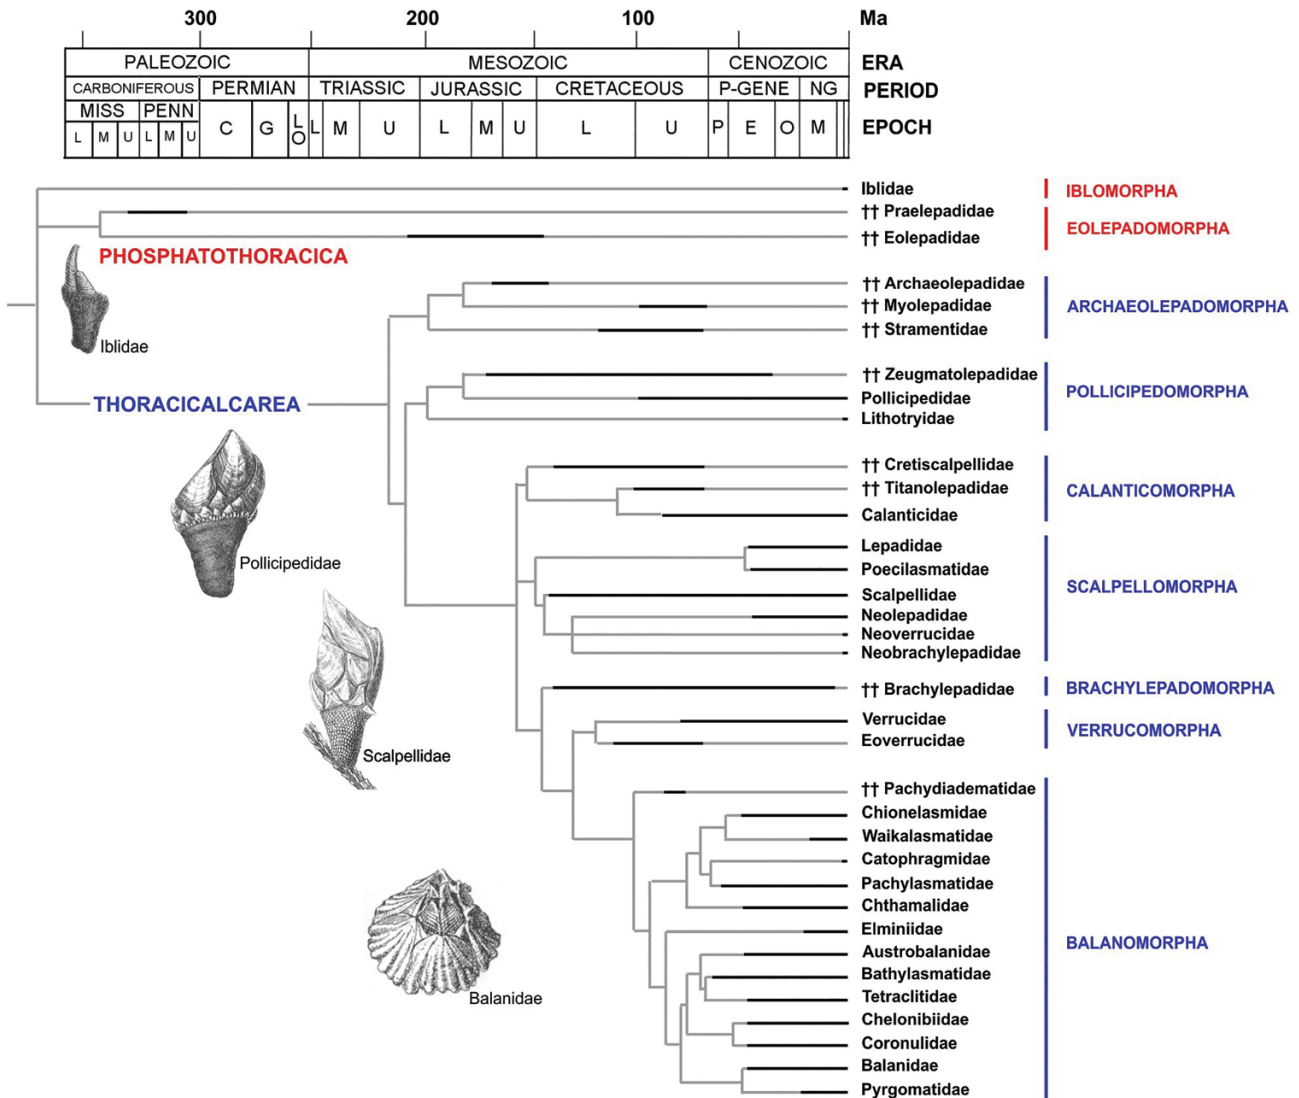 300 200 100 Ma
PALEOZOIC MESOZOIC CENOZOIC ERA
CARBONIFEROUS PERMIAN TRIASSIC JURASSIC CRETACEOUS P-GENE NG PERIOD
MISS PENN
L M U L M U C G L O L M U L M U L U P E O M EPOCH
Iblidae IBLOMORPHA
†† Praelepadidae
†† Eolepadidae EOLEPADOMORPHA
PHOSPHATOTHORACICA
†† Archaeolepadidae
†† Myolepadidae ARCHAEOLEPADOMORPHA
†† Stramentidae
Iblidae
†† Zeugmatolepadidae
Pollicipedidae POLLICIPEDOMORPHA
THORACICALCAREA
Lithotryidae
†† Cretiscalpellidae
†† Titanolepadidae CALANTICOMORPHA
Calanticidae
Lepadidae
Pollicipedidae
Poecilasmatidae
Scalpellidae SCALPELLOMORPHA
Neolepadidae
Neoverrucidae
Neobrachylepadidae
†† Brachylepadidae BRACHYLEPADOMORPHA
Verrucidae
Eoverrucidae VERRUCOMORPHA
Scalpellidae
†† Pachydiadematidae
Chionelasmidae
Waikalasmatidae
Catophragmidae
Pachylasmatidae
Chthamalidae
Elminiidae
Austrobalanidae BALANOMORPHA
Bathylasmatidae
Tetraclitidae
Balanidae
Chelonibiidae
Coronulidae
Balanidae
Pyrgomatidae